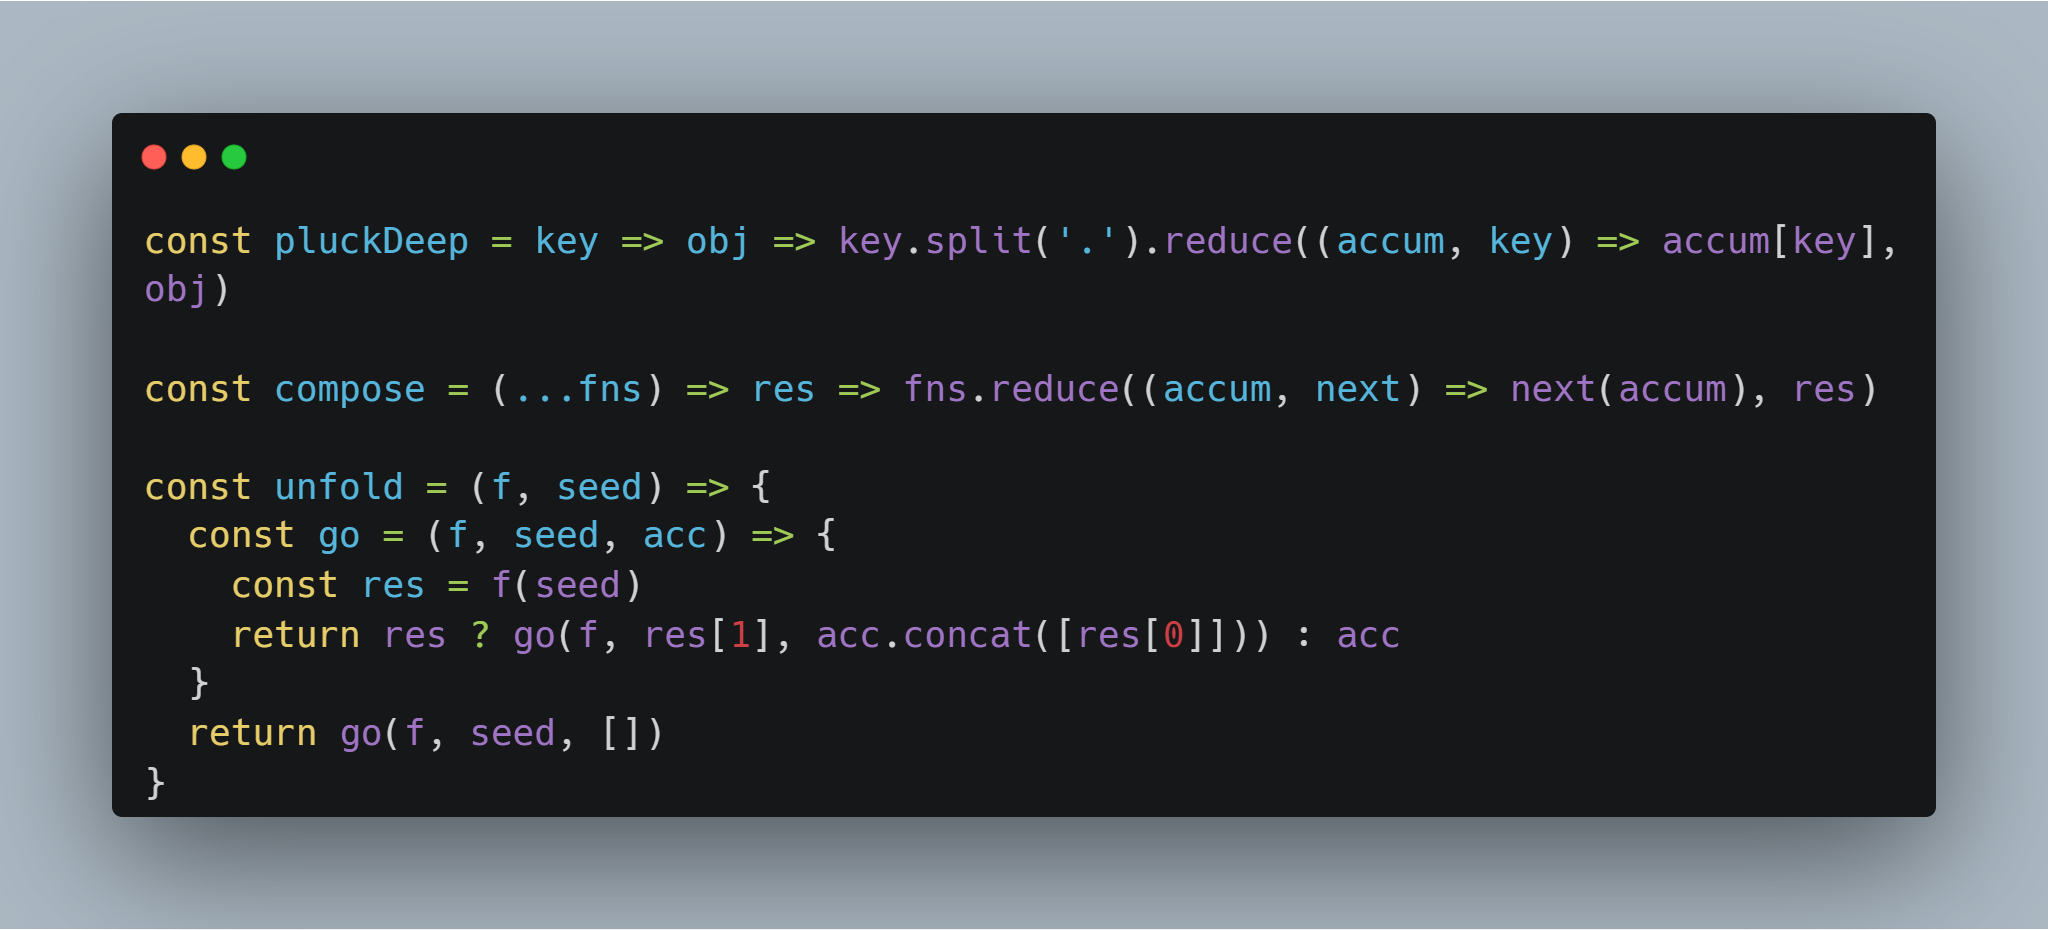 const pluckDeep = key => obj => key.split('.').reduce((accum, key) => accum[key],
obj)

const compose = (...fns) => res => fns.reduce((accum, next) => next(accum), res)

const unfold = (f, seed) => {
  const go = (f, seed, acc) => {
    const res = f(seed)
    return res ? go(f, res[1], acc.concat([res[0]])) : acc
  }
  return go(f, seed, [])
}